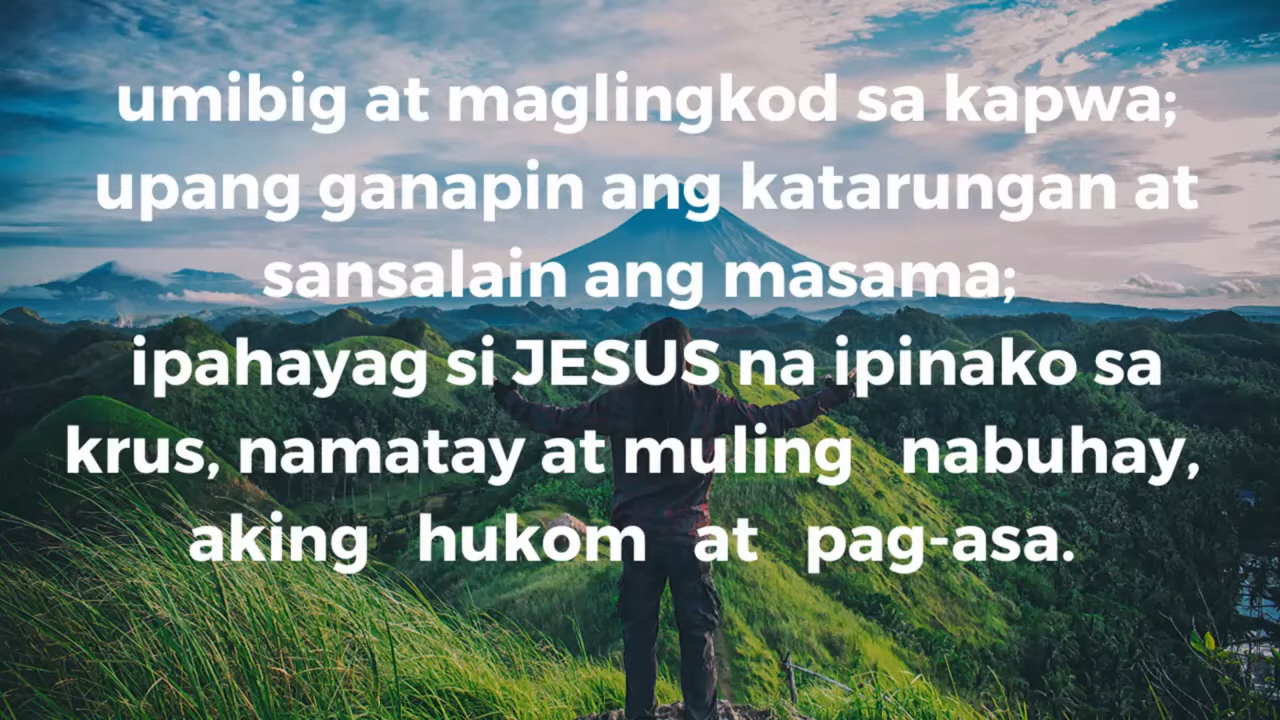 umibig at maglingkod sa kapwa;
upang ganapin ang katarungan at
sansalain ang masama;
ipahayag si JESUS na ipinako sa
krus, namatay at muling nabuhay,
aking hukom at pag-asa.